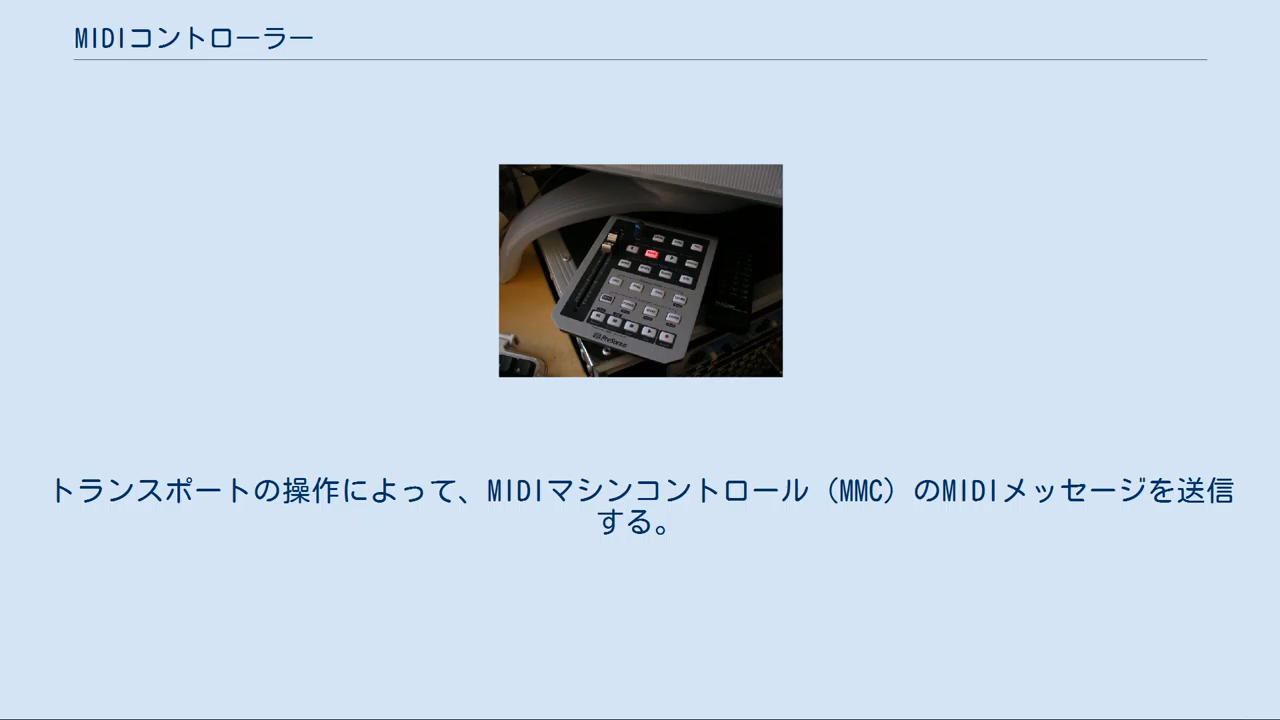 MIDIコントローラー
PreSonus
トランスポートの操作によって、MIDIマシンコントロール（MMC）のMIDIメッセージを送信
する。